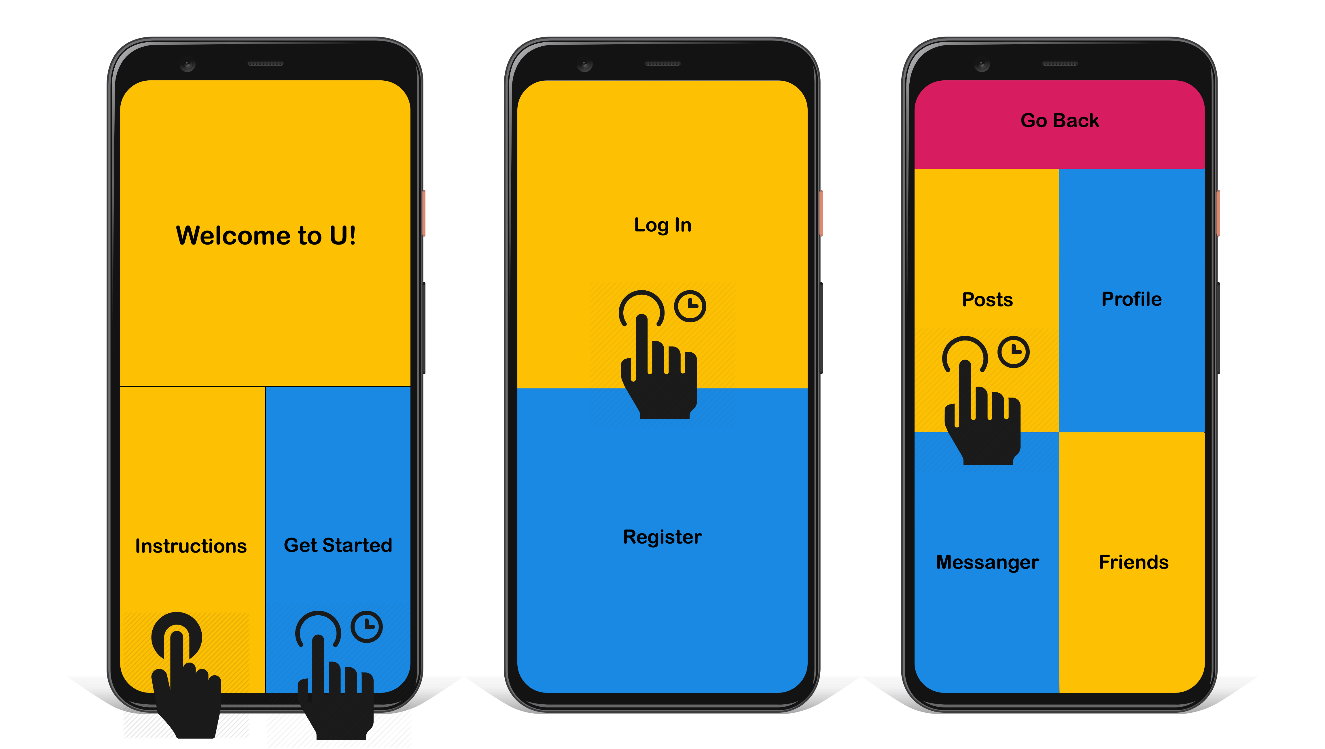 Welcome to U!
Instructions
Get Started
Log In
Register
Go Back
Posts
Profile
Messanger
Friends